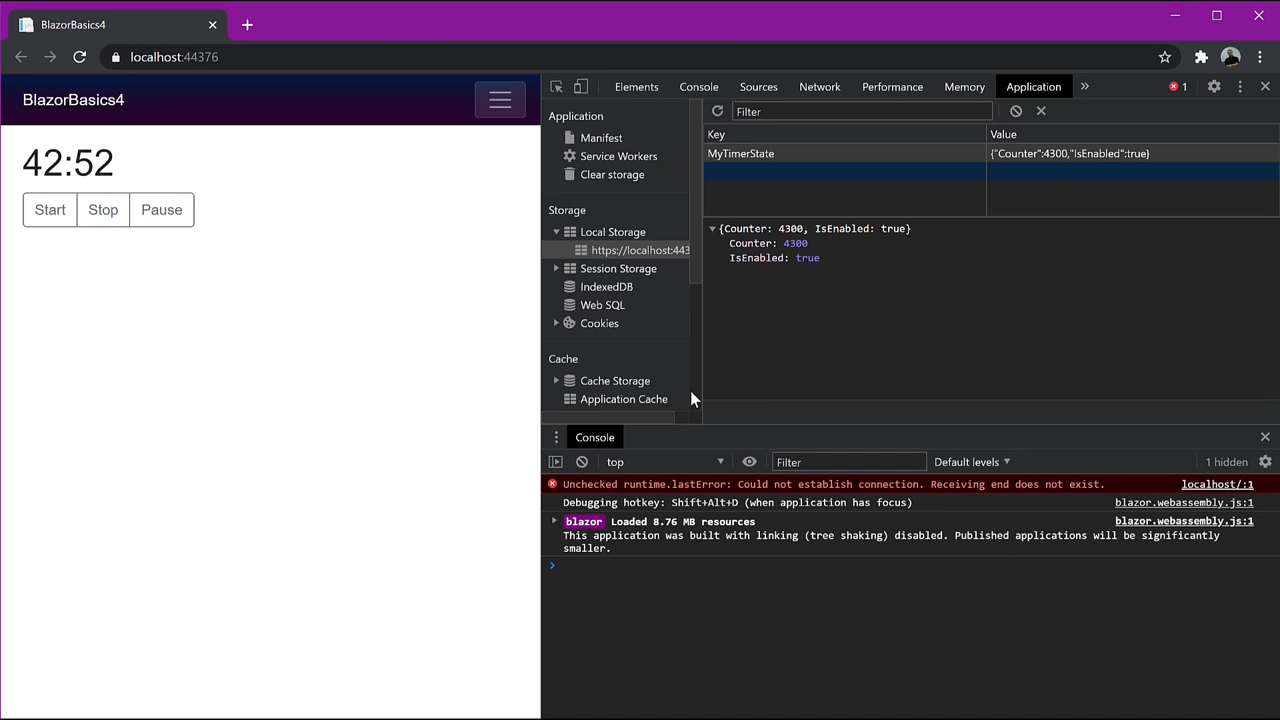 BlazorBasics4
localhost:44376
BlazorBasics4
42:52
Start Stop Pause
Elements Console Sources Network Performance Application Memory » 1
Application
Manifest
Service Workers
Clear storage
Storage
Local Storage
https://localhost:443
Session Storage
IndexedDB
Web SQL
Cookies
Cache
Cache Storage
Application Cache
Filter
Key Value
MyTimerState {"Counter":4300,"IsEnabled":true}
{Counter: 4300, IsEnabled: true}
Counter: 4300
IsEnabled: true
Console
top Filter Default levels 1 hidden
Unchecked runtime.lastError: Could not establish connection. Receiving end does not exist. localhost/:1
Debugging hotkey: Shift+Alt+D (when application has focus) blazor.webassembly.js:1
blazor Loaded 8.76 MB resources blazor.webassembly.js:1
This application was built with linking (tree shaking) disabled. Published applications will be significantly
smaller.